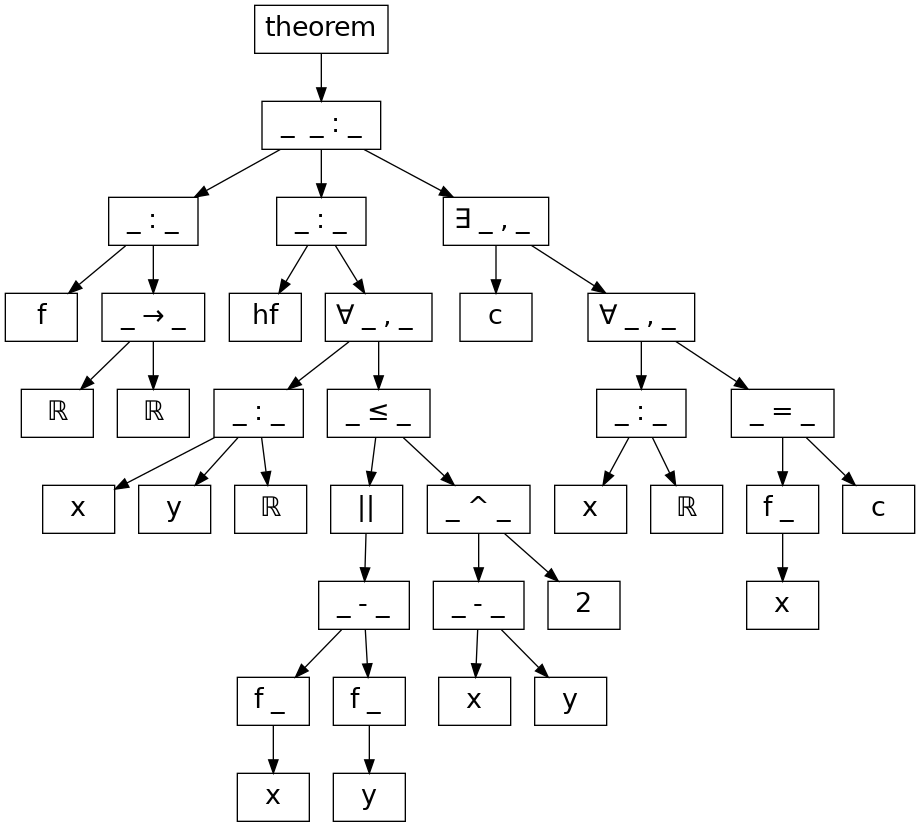 theorem
_ _ : _
_ : _
_ : _
∃ _ , _
f
_ → _
hf
∀ _ , _
c
∀ _ , _
ℝ
ℝ
_ : _
_ ≤ _
_ : _
_ = _
x
y
ℝ
||
_ ^ _
x
ℝ
f _
c
_ - _
_ - _
2
x
f _
f _
x
y
x
y